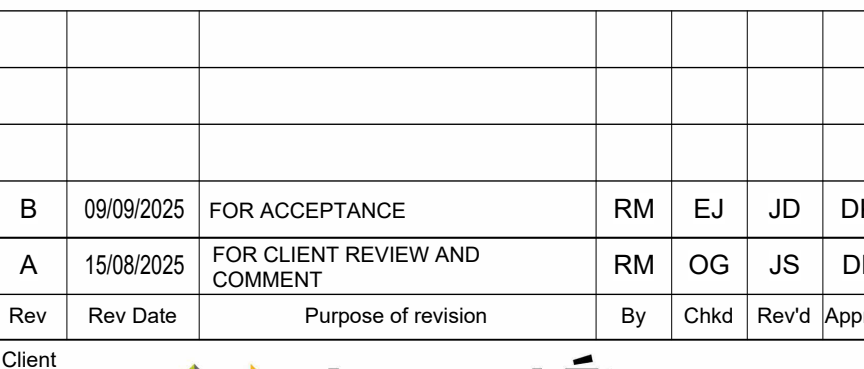 B 09/09/2025 FOR ACCEPTANCE RM EJ JD
A 15/08/2025 FOR CLIENT REVIEW AND
COMMENT RM OG JS
Rev Rev Date Purpose of revision By Chkd Rev'd
Client